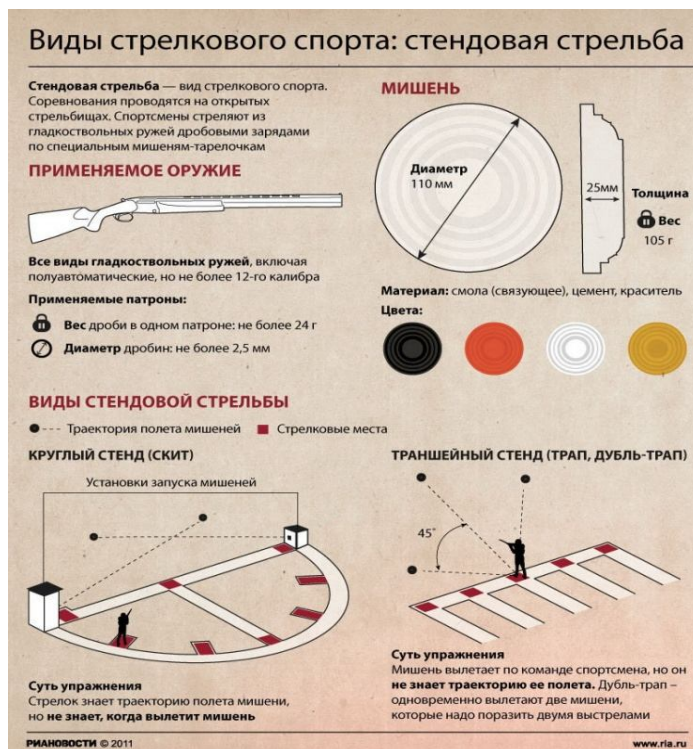 Виды стрелкового спорта: стендовая стрельба
Стендовая стрельба — вид стрелкового спорта.
Соревнования проводятся на открытых
стрельбищах. Спортсмены стреляют из
гладкоствольных ружей дробовыми зарядами
по специальным мишеням-тарелочкам
ПРИМЕНЯЕМОЕ ОРУЖИЕ
Все виды гладкоствольных ружей, включая
полуавтоматические, но не более 12-го калибра
Применяемые патроны:
Вес дроби в одном патроне: не более 24 г
Диаметр дробин: не более 2,5 мм
МИШЕНЬ
Диаметр
110 мм
25мм
Толщина
Вес
105 г
Материал: смола (связующее), цемент, краситель
Цвета:
ВИДЫ СТЕНДОВОЙ СТРЕЛЬБЫ
Траектория полета мишеней
Стрелковые места
КРУГЛЫЙ СТЕНД (СКИТ)
Установки запуска мишеней
Суть упражнения
Стрелок знает траекторию полета мишени,
но не знает, когда вылетит мишень
ТРАНШЕЙНЫЙ СТЕНД (ТРАП, ДУБЛЬ-ТРАП)
45°
Суть упражнения
Мишень вылетает по команде спортсмена, но он
не знает траекторию ее полета. Дубль-трап –
одновременно вылетают две мишени,
которые надо поразить двумя выстрелами
РИАНОВОСТИ © 2011
www.ria.ru